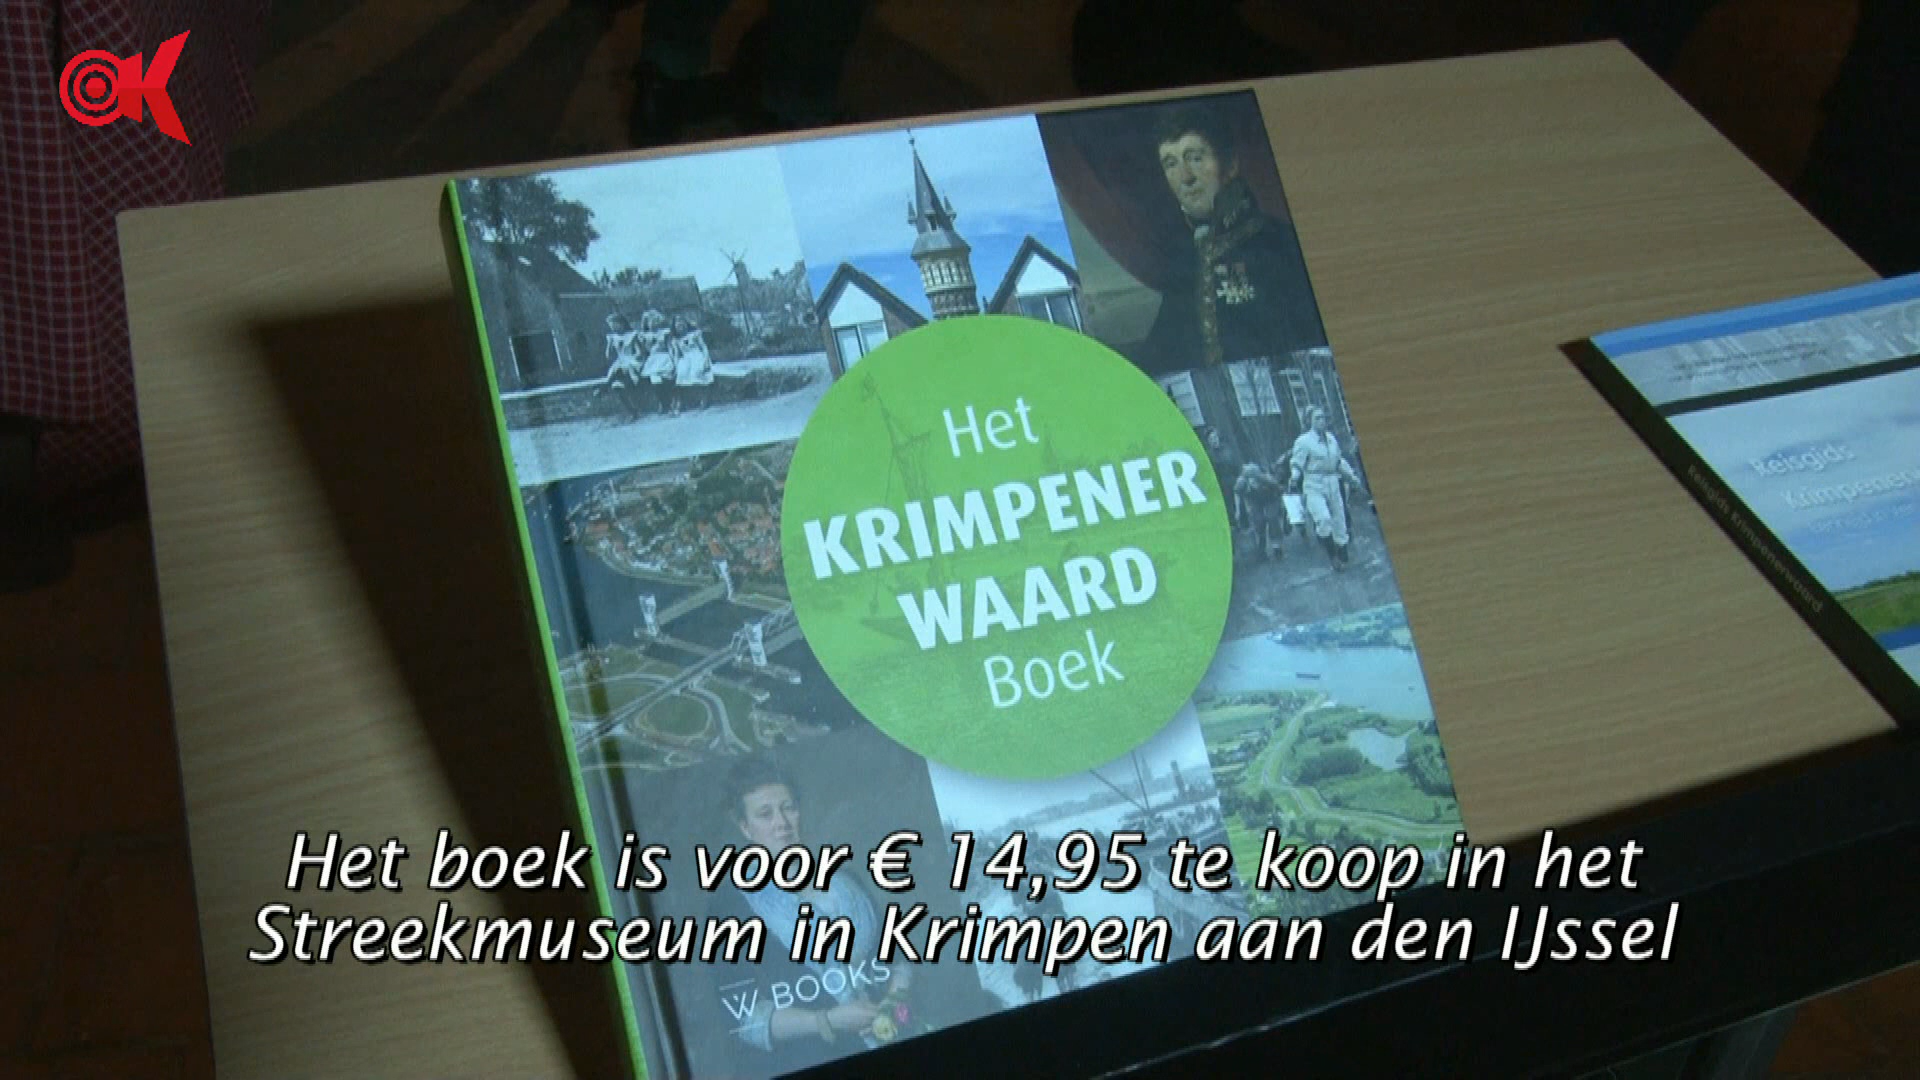 OK
Het
KRIMPENER
WAARD
Boek
Reisgids
Reisgids Krimpenerwaard
Het boek is voor € 14,95 te koop in het
Streekmuseum in Krimpen aan den IJssel
W BOOKS